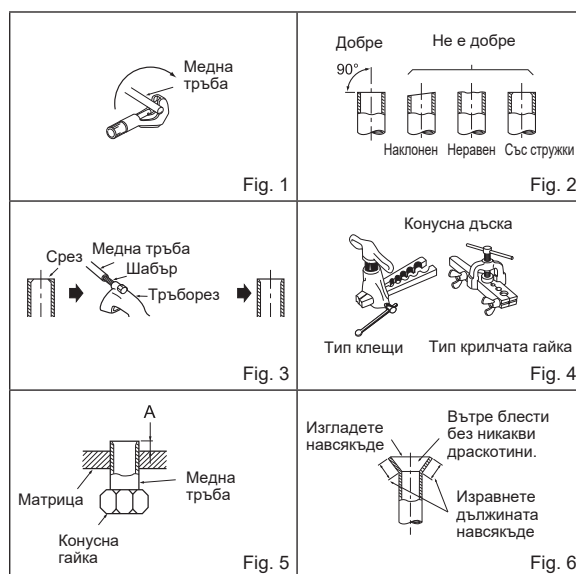 Медна
тръба
Fig. 1
Добре
Не е добре
90°
Наклонен
Неравен
Със стружки
Fig. 2
Срез
Медна тръба
Шабър
Тръборез
Fig. 3
Конусна дъска
Тип клещи
Тип крилчата гайка
Fig. 4
A
Матрица
Медна
тръба
Конусна
гайка
Fig. 5
Изгладете
навсякъде
Вътре блести
без никакви
драскотини.
Изравнете
дължината
навсякъде
Fig. 6